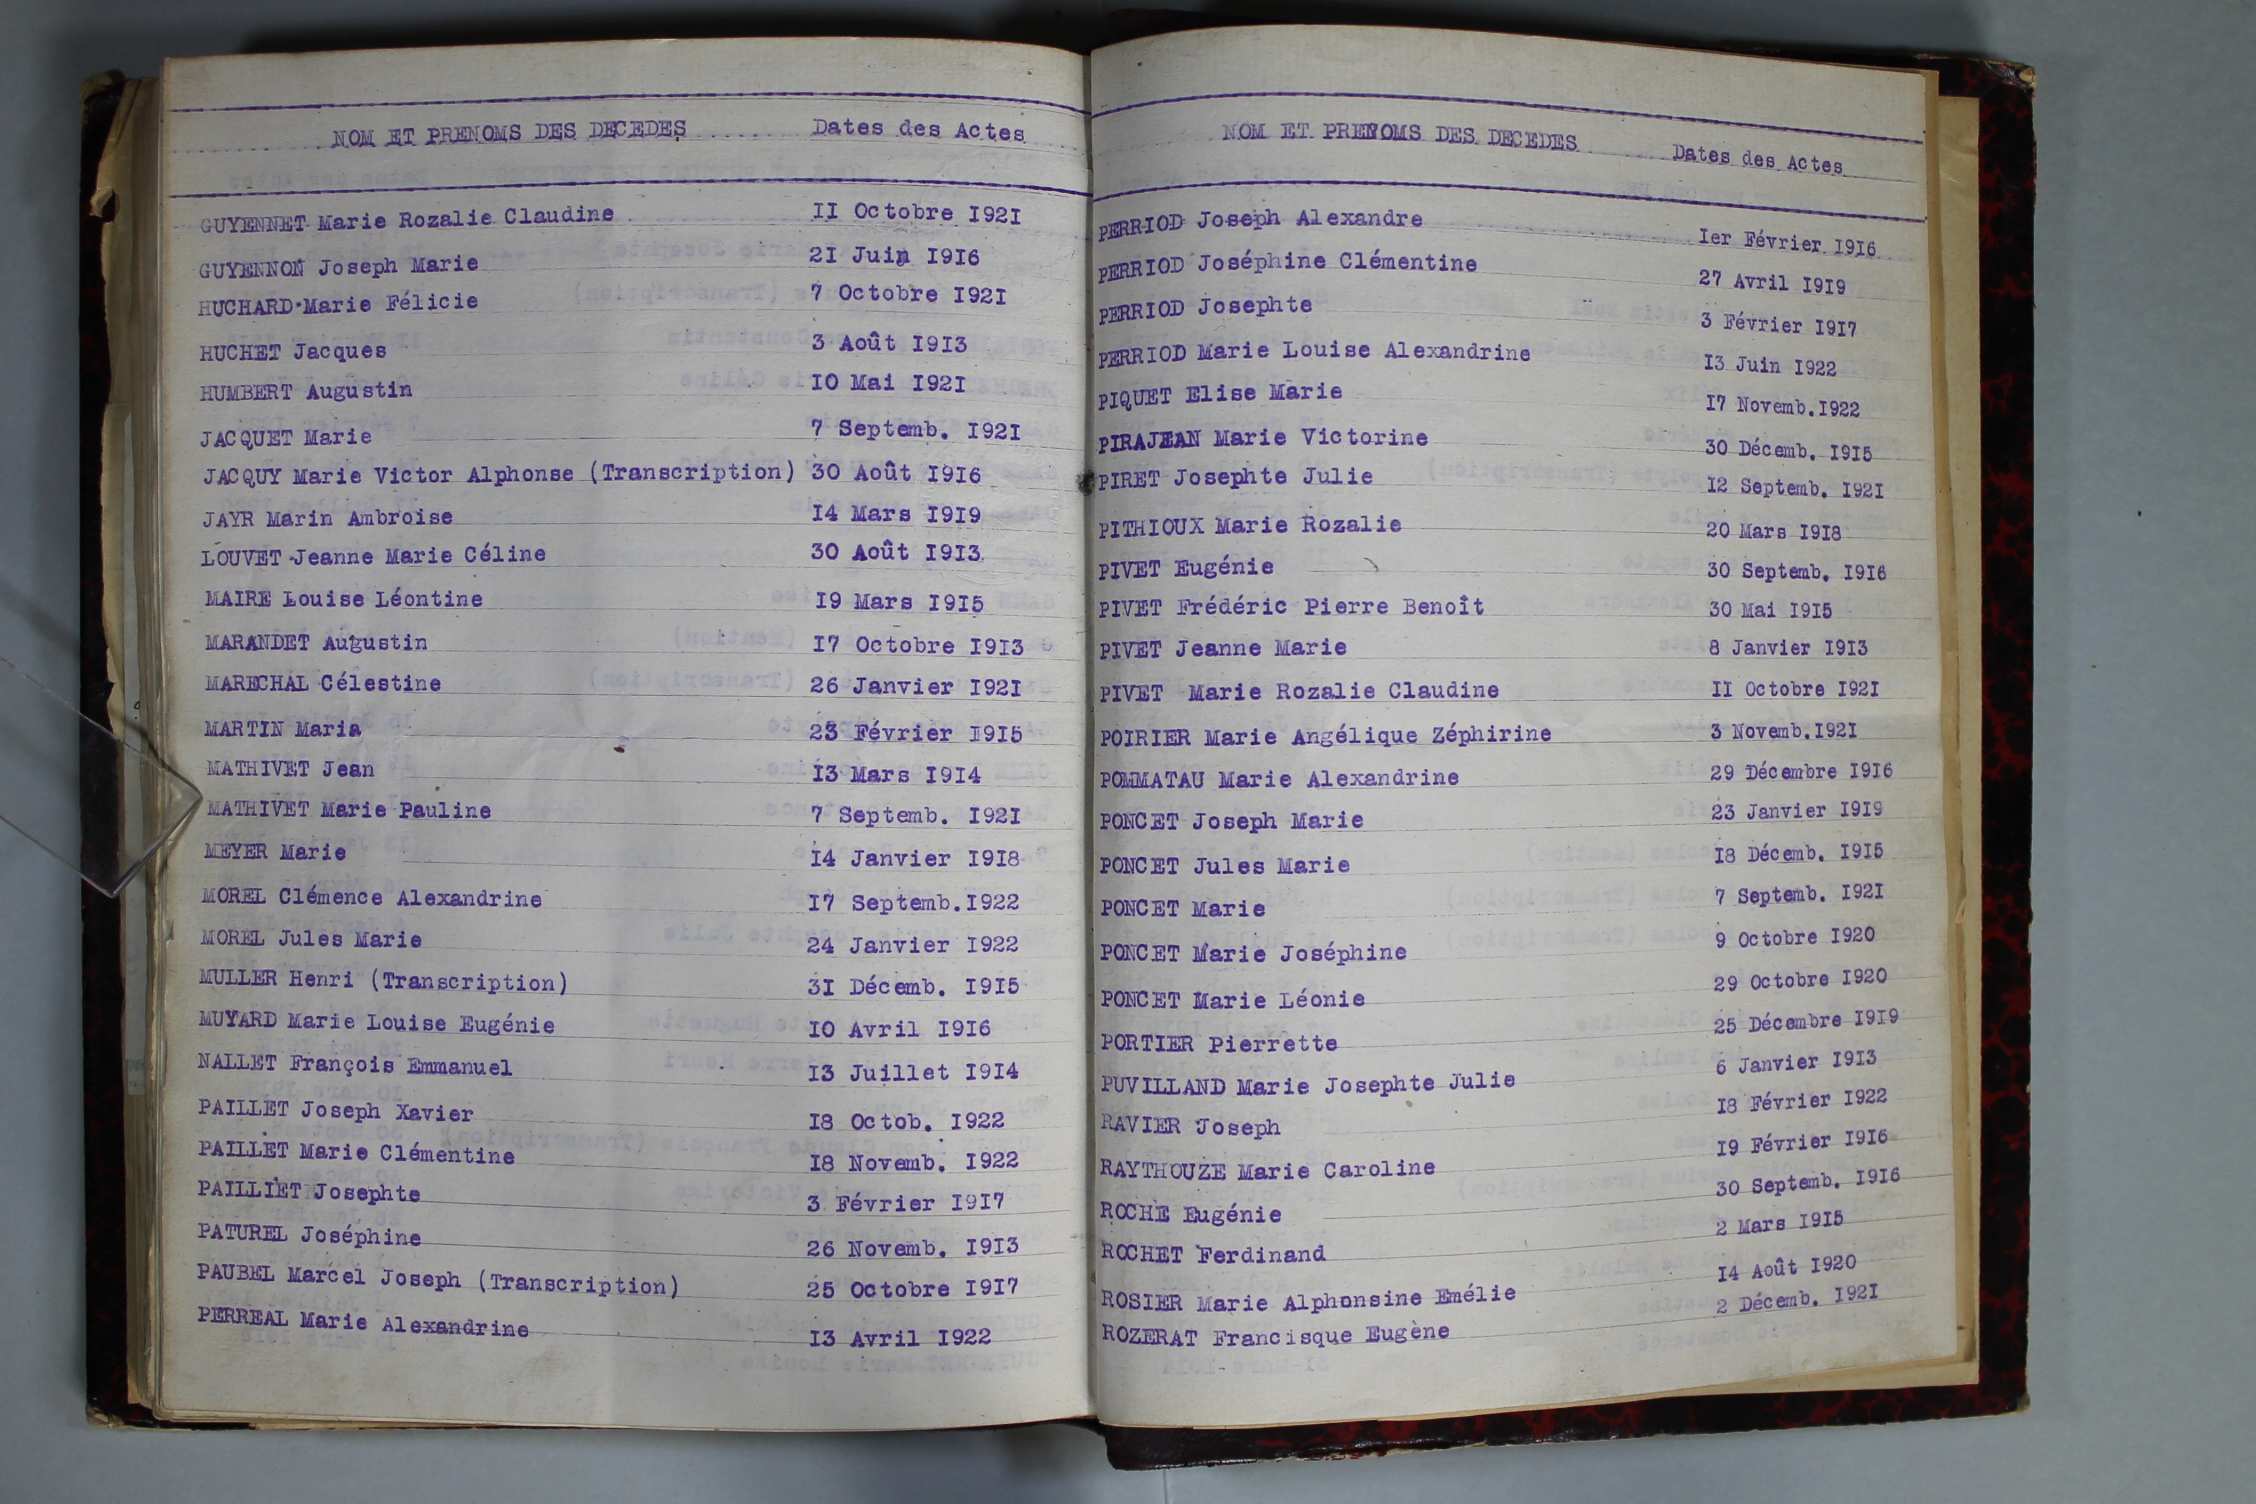 NOM ET PRENOMS DES DECEDES Dates des Actes
GUYENNET Marie Rozalie Claudine II Octobre I92I
GUYENNON Joseph Marie 2I Juin I9I6
HUCHARD Marie Félicie 7 Octobre I92I
HUCHET Jacques 3 Août I9I3
HUMBERT Augustin IO Mai I92I
JACQUET Marie 7 Septemb. I92I
JACQUY Marie Victor Alphonse (Transcription) 30 Août I9I6
JAYR Marin Ambroise I4 Mars I9I9
LOUVET Jeanne Marie Céline 30 Août I9I3
MAIRE Louise Léontine I9 Mars I9I5
MARANDET Augustin I7 Octobre I9I3
MARECHAL Célestine 26 Janvier I92I
MARTIN Maria 23 Février I9I5
MATHIVET Jean I3 Mars I9I4
MATHIVET Marie Pauline 7 Septemb. I92I
MEYER Marie I4 Janvier I9I8
MOREL Clémence Alexandrine I7 Septemb.I922
MOREL Jules Marie 24 Janvier I922
MULLER Henri (Transcription) 3I Décemb. I9I5
MUYARD Marie Louise Eugénie IO Avril I9I6
NALLET François Emmanuel I3 Juillet I9I4
PAILLET Joseph Xavier I8 Octob. I922
PAILLET Marie Clémentine I8 Novemb. I922
PAILLIET Josephte 3 Février I9I7
PATUREL Joséphine 26 Novemb. I9I3
PAUBEL Marcel Joseph (Transcription) 25 Octobre I9I7
PERREAL Marie Alexandrine I3 Avril I922
NOM ET PRENOMS DES DECEDES Dates des Actes
PERRIOD Joseph Alexandre Ier Février I9I6
PERRIOD Joséphine Clémentine 27 Avril I9I9
PERRIOD Josephte 3 Février I9I7
PERRIOD Marie Louise Alexandrine I3 Juin I922
PIQUET Elise Marie I7 Novemb.I922
PIRAJEAN Marie Victorine 30 Décemb. I9I5
PIRET Josephte Julie I2 Septemb. I92I
PITHIOUX Marie Rozalie 20 Mars I9I8
PIVET Eugénie 30 Septemb. I9I6
PIVET Frédéric Pierre Benoît 30 Mai I9I5
PIVET Jeanne Marie 8 Janvier I9I3
PIVET Marie Rozalie Claudine II Octobre I92I
POIRIER Marie Angélique Zéphirine 3 Novemb.I92I
POMMATAU Marie Alexandrine 29 Décembre I9I6
PONCET Joseph Marie 23 Janvier I9I9
PONCET Jules Marie I8 Décemb. I9I5
PONCET Marie 7 Septemb. I92I
PONCET Marie Joséphine 9 Octobre I920
PONCET Marie Léonie 29 Octobre I920
PORTIER Pierrette 25 Décembre I9I9
PUVILLAND Marie Josephte Julie 6 Janvier I9I3
RAVIER Joseph I8 Février I922
RAYTHOUZE Marie Caroline I9 Février I9I6
ROCHE Eugénie 30 Septemb. I9I6
ROCHET Ferdinand 2 Mars I9I5
ROSIER Marie Alphonsine Emélie I4 Août I920
ROZERAT Francisque Eugène 2 Décemb. I92I